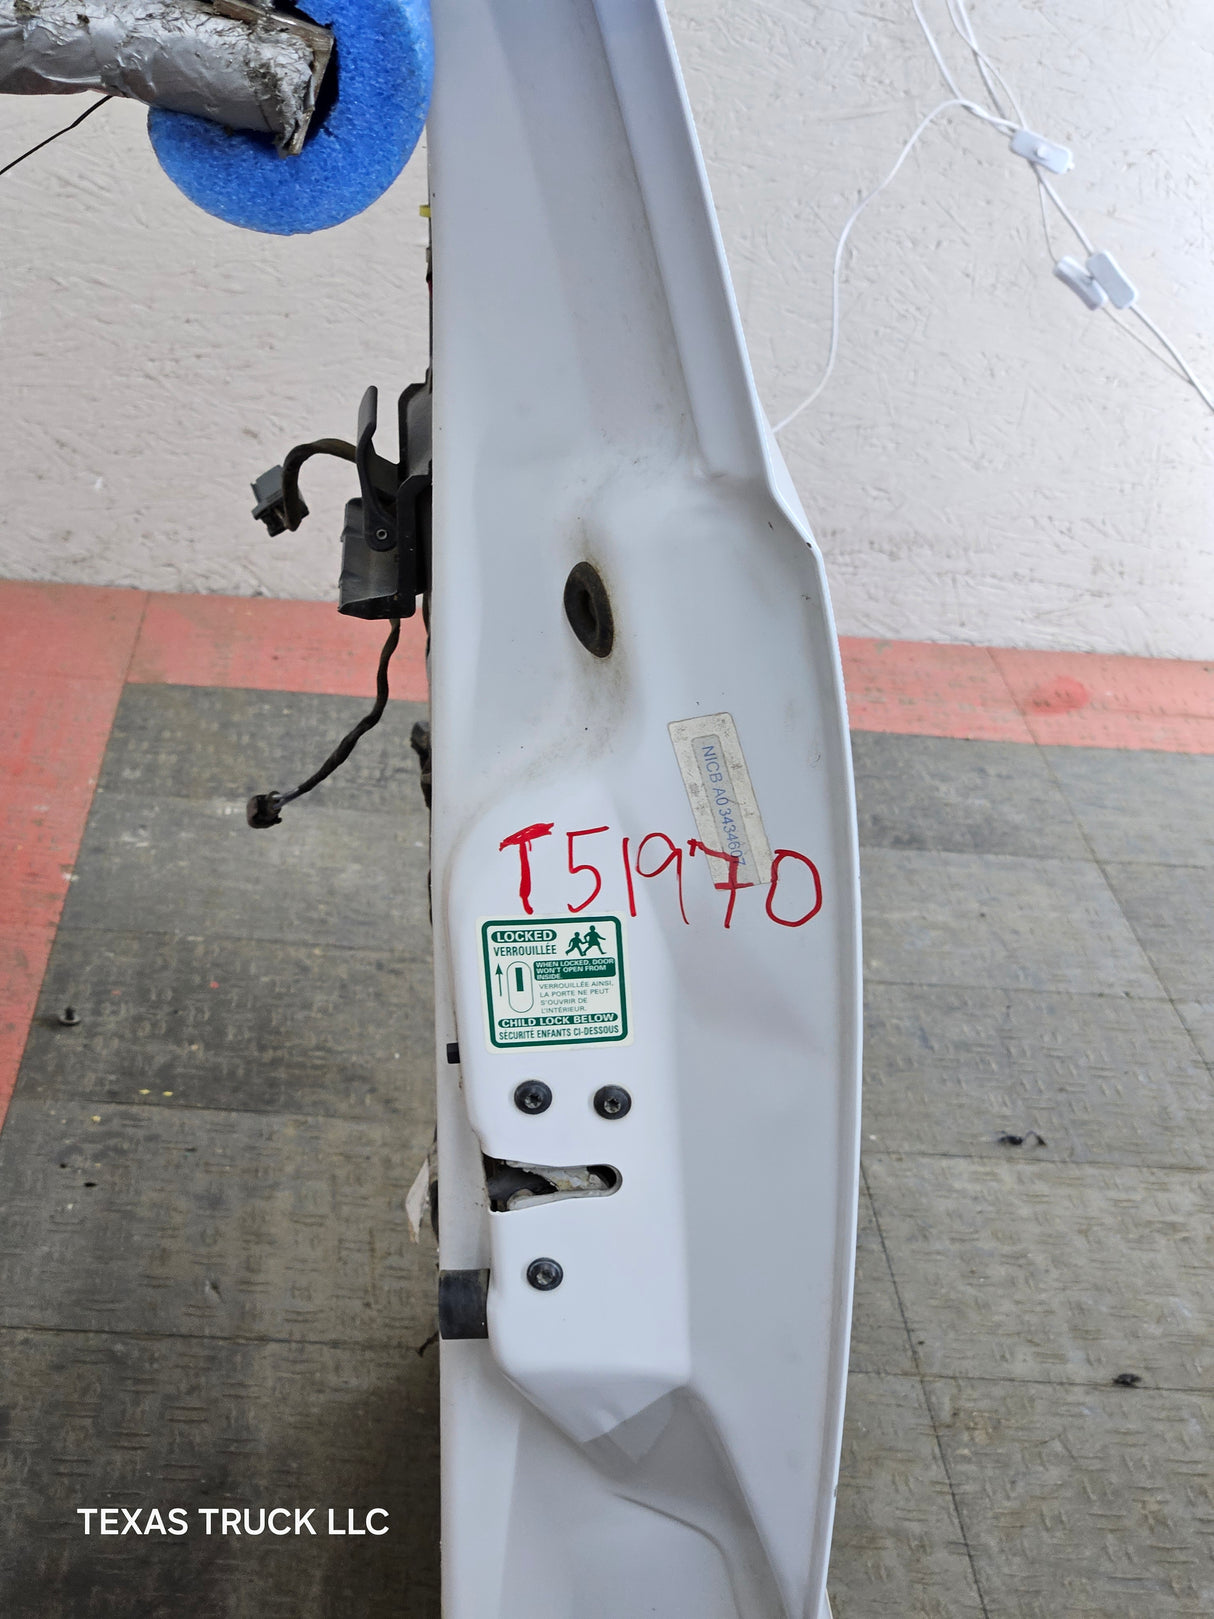 NICB A03434607
T51970
LOCKED
VERROUILLÉE
WHEN LOCKED, DOOR
WON'T OPEN FROM
INSIDE
VERROUILLÉE AINSI,
LA PORTE NE PEUT
S'OUVRIR DE
L'INTÉRIEUR.
CHILD LOCK BELOW
SÉCURITÉ ENFANTS CI-DESSOUS
TEXAS TRUCK LLC